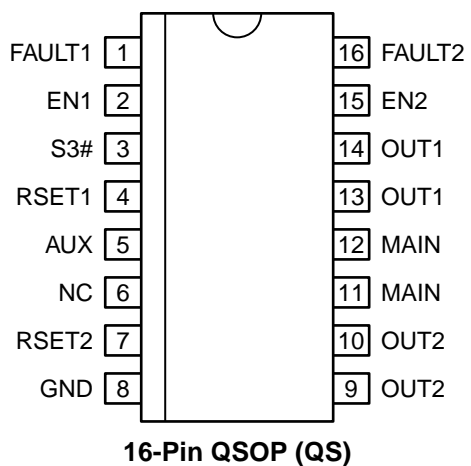 FAULT1 1 16 FAULT2
EN1 2 15 EN2
S3# 3 14 OUT1
RSET1 4 13 OUT1
AUX 5 12 MAIN
NC 6 11 MAIN
RSET2 7 10 OUT2
GND 8 9 OUT2
16-Pin QSOP (QS)